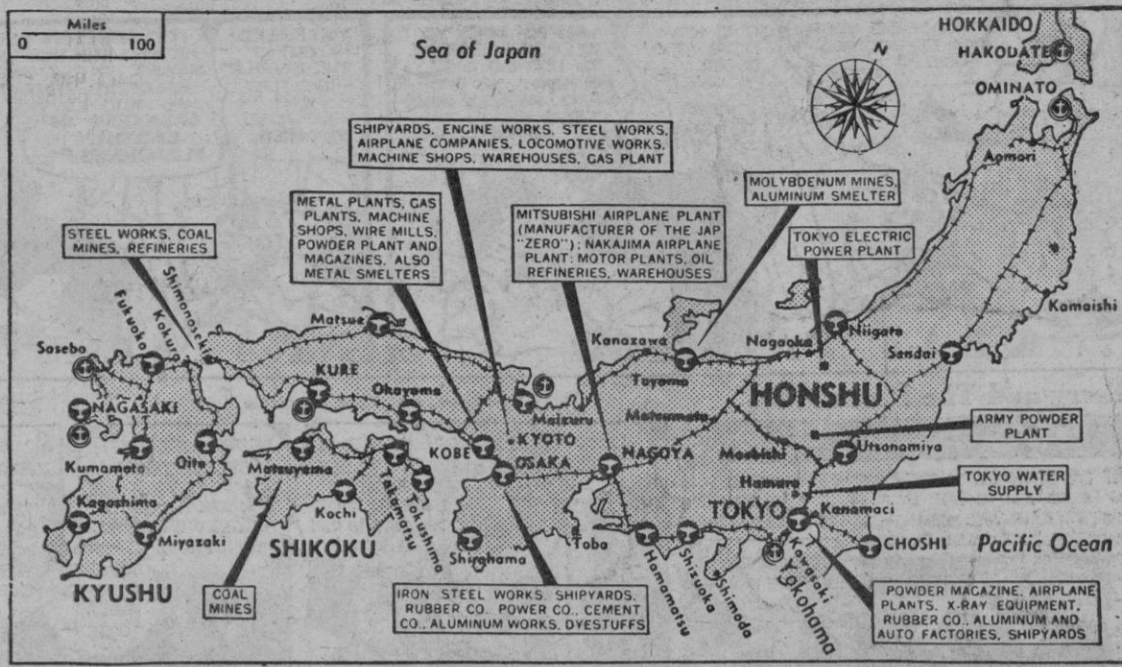 Miles
0 100
Sea of Japan
N
HOKKAIDO
HAKODATE
OMINATO
Aomori
SHIPYARDS, ENGINE WORKS, STEEL WORKS,
AIRPLANE COMPANIES, LOCOMOTIVE WORKS,
MACHINE SHOPS, WAREHOUSES, GAS PLANT
METAL PLANTS, GAS
PLANTS, MACHINE
SHOPS, WIRE MILLS,
POWDER PLANT AND
MAGAZINES. ALSO
METAL SMELTERS
MITSUBISHI AIRPLANE PLANT
(MANUFACTURER OF THE JAP
"ZERO"); NAKAJIMA AIRPLANE
PLANT: MOTOR PLANTS, OIL
REFINERIES, WAREHOUSES
MOLYBDENUM MINES,
ALUMINUM SMELTER
TOKYO ELECTRIC
POWER PLANT
STEEL WORKS, COAL
MINES, REFINERIES
Kamaishi
Sasebo
Fukuoka
Kokura
Shimonoseki
Matsue
Kanazawa
Toyama
Nagaoka
Niigata
Sendai
HONSHU
NAGASAKI
KURE
Okayama
Maizuru
Matsumoto
KYOTO
KOBE
OSAKA
NAGOYA
Maebishi
Utsonamiya
ARMY POWDER
PLANT
Kumamoto
Oita
Matsuyama
Kochi
Takamatsu
Tokushima
Hamura
TOKYO WATER
SUPPLY
Kagoshima
Miyazaki
KYUSHU
SHIKOKU
Shirahama
Toba
Hamamatsu
Shizuoka
Shimoda
TOKYO
Kanamaci
Kawasaki
Yokohama
CHOSHI
Pacific Ocean
COAL
MINES
IRON STEEL WORKS, SHIPYARDS,
RUBBER CO., POWER CO., CEMENT
CO., ALUMINUM WORKS, DYESTUFFS
POWDER MAGAZINE, AIRPLANE
PLANTS, X-RAY EQUIPMENT,
RUBBER CO., ALUMINUM AND
AUTO FACTORIES, SHIPYARDS